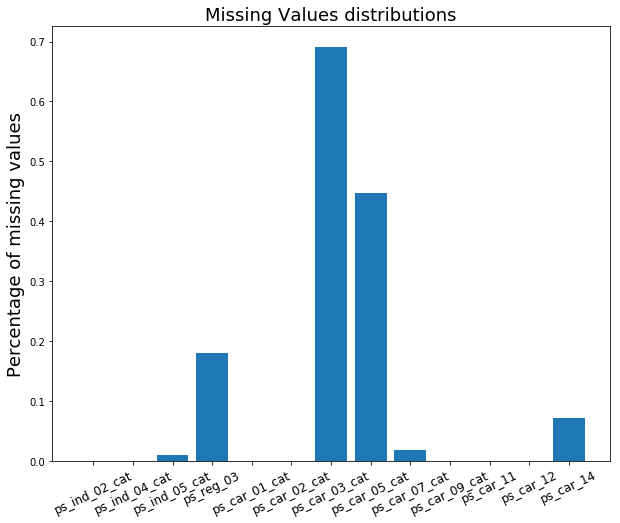 Missing Values distributions
Percentage of missing values
0.7
0.6
0.5
0.4
0.3
0.2
0.1
0.0
ps_ind_02_cat
ps_ind_04_cat
ps_ind_05_cat
ps_reg_03
ps_car_01_cat
ps_car_02_cat
ps_car_03_cat
ps_car_05_cat
ps_car_07_cat
ps_car_09_cat
ps_car_11
ps_car_12
ps_car_14